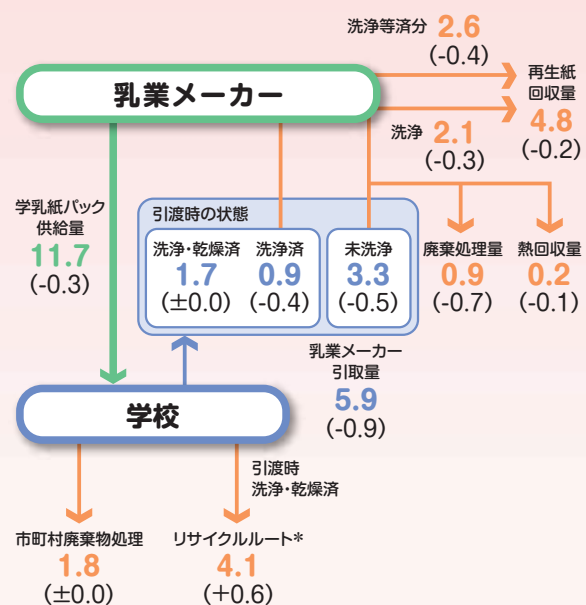 洗浄等済分 2.6
(-0.4)
乳業メーカー
再生紙
回収量
4.8
(-0.2)
洗浄 2.1
(-0.3)
学乳紙パック
供給量
11.7
(-0.3)
引渡時の状態
洗浄・乾燥済
1.7
(±0.0)
洗浄済
0.9
(-0.4)
未洗浄
3.3
(-0.5)
廃棄処理量
0.9
(-0.7)
熱回収量
0.2
(-0.1)
乳業メーカー
引取量
5.9
(-0.9)
学校
引渡時
洗浄・乾燥済
市町村廃棄物処理
1.8
(±0.0)
リサイクルルート*
4.1
(+0.6)